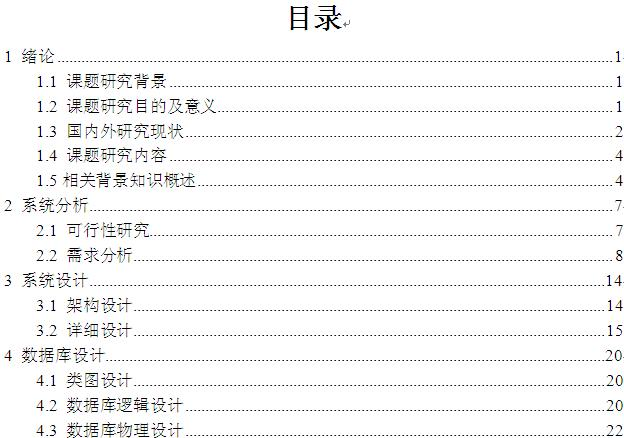 目录
1 绪论 1
1.1 课题研究背景 1
1.2 课题研究目的及意义 1
1.3 国内外研究现状 2
1.4 课题研究内容 4
1.5 相关背景知识概述 4
2 系统分析 7
2.1 可行性研究 7
2.2 需求分析 8
3 系统设计 14
3.1 架构设计 14
3.2 详细设计 15
4 数据库设计 20
4.1 类图设计 20
4.2 数据库逻辑设计 20
4.3 数据库物理设计 22